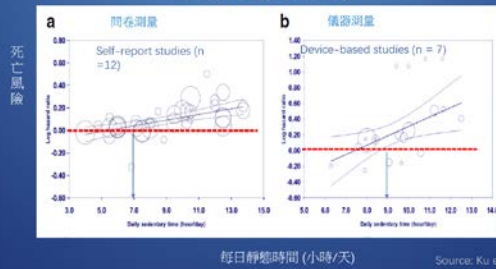 a
問卷測量
b
儀器測量
Self-report studies (n
=12)
Device-based studies (n = 7)
死亡風險
Log hazard ratio
0.80
0.60
0.40
0.20
0.00
-0.20
-0.40
-0.60
3.0 5.0 7.0 9.0 11.0 13.0 15.0
Daily sedentary time (hour/day)
Log hazard ratio
1.40
1.20
1.00
0.80
0.60
0.40
0.20
0.00
-0.20
-0.40
-0.60
5.0 6.0 7.0 8.0 9.0 10.0 11.0 12.0 13.0
Daily sedentary time (hour/day)
每日靜態時間 (小時/天)
Source: Ku e